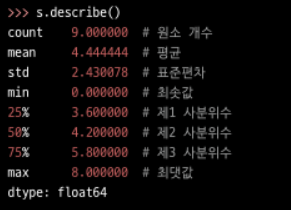 >>> s.describe()
count 9.000000 # 원소 개수
mean 4.444444 # 평균
std 2.430078 # 표준편차
min 0.000000 # 최솟값
25% 3.600000 # 제1 사분위수
50% 4.200000 # 제2 사분위수
75% 5.800000 # 제3 사분위수
max 8.000000 # 최댓값
dtype: float64